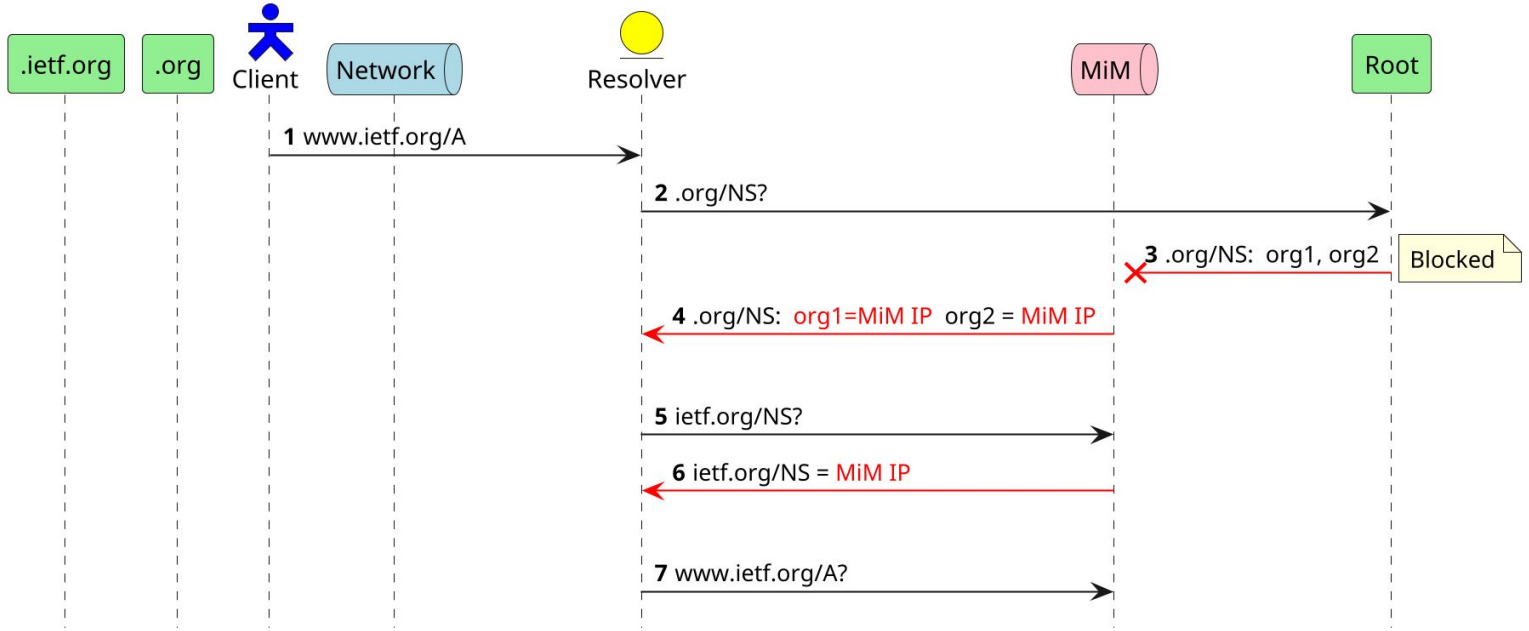 .ietf.org
.org
Client
Network
Resolver
MiM
Root
1 www.ietf.org/A
2 .org/NS?
3 .org/NS:  org1, org2
Blocked
4 .org/NS:  org1=MiM IP  org2 = MiM IP
5 ietf.org/NS?
6 ietf.org/NS = MiM IP
7 www.ietf.org/A?